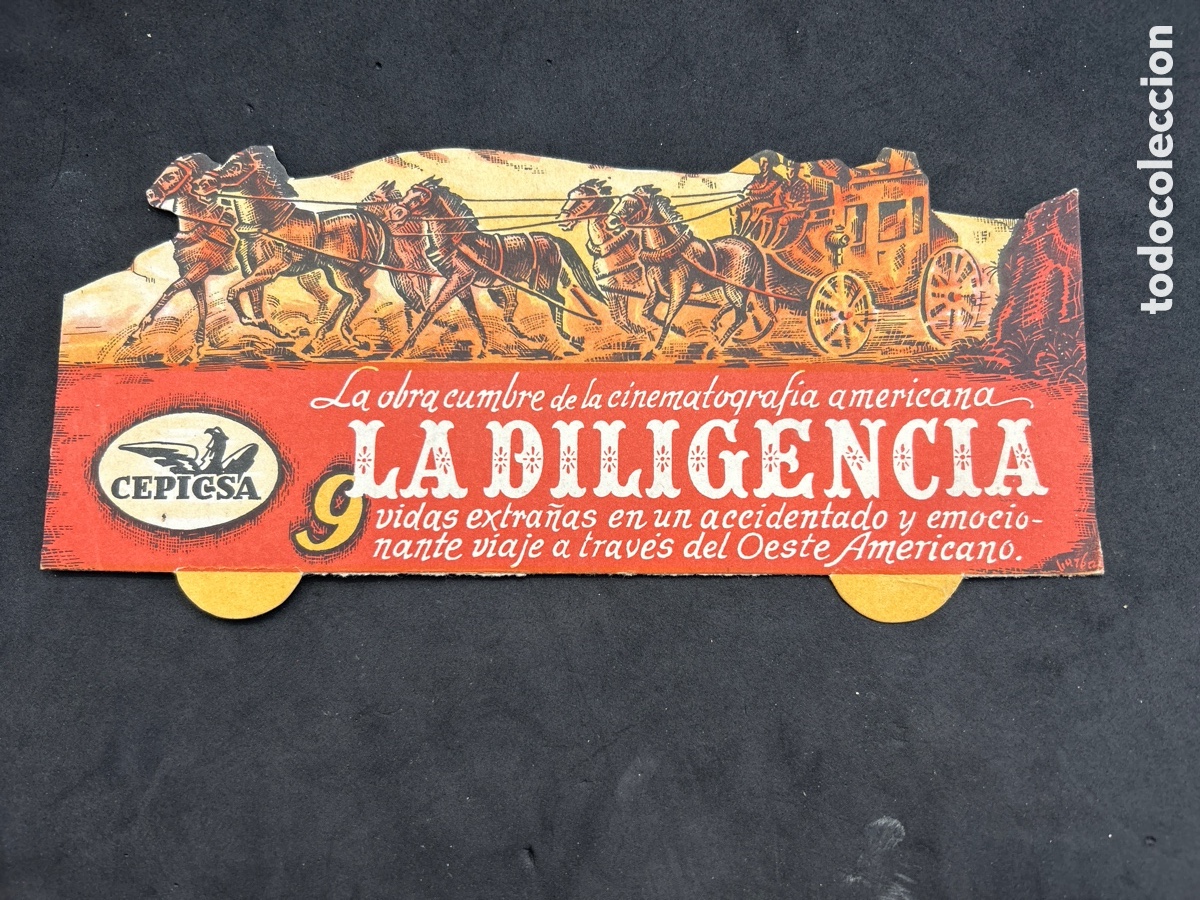 La obra cumbre de la cinematografía americana
LA DILIGENCIA
9 vidas extrañas en un accidentado y emocio-
nante viaje a través del Oeste Americano.
CEPICSA
todocoleccion